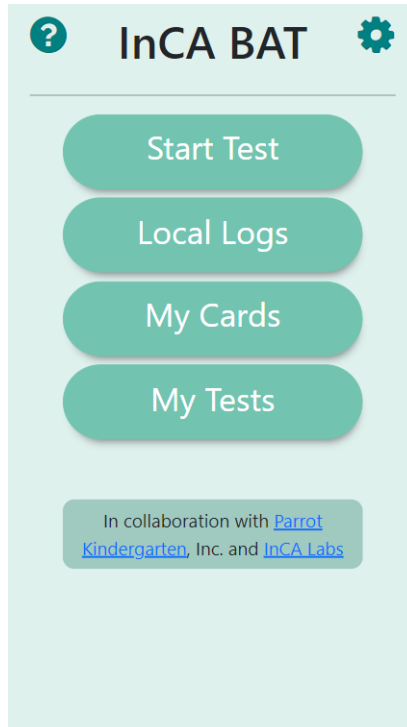 InCA BAT
Start Test
Local Logs
My Cards
My Tests
In collaboration with Parrot
Kindergarten, Inc. and InCA Labs